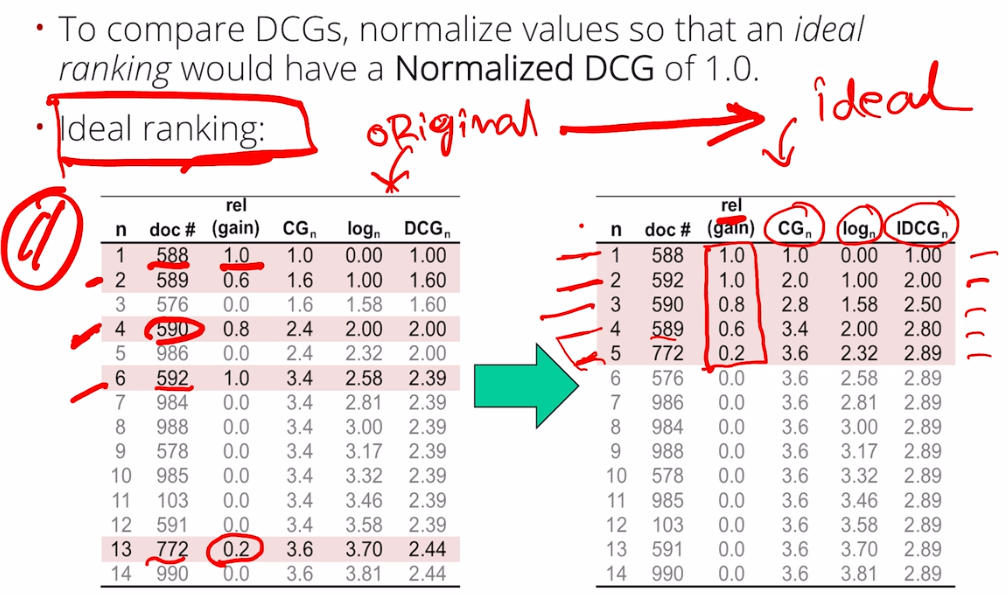 • To compare DCGs, normalize values so that an ideal
ranking would have a Normalized DCG of 1.0.
• Ideal ranking:
ORiginal
ideal
rel
n doc # (gain) CGn logn DCGn
1 588 1.0 1.0 0.00 1.00
2 589 0.6 1.6 1.00 1.60
3 576 0.0 1.6 1.58 1.60
4 590 0.8 2.4 2.00 2.00
5 986 0.0 2.4 2.32 2.00
6 592 1.0 3.4 2.58 2.39
7 984 0.0 3.4 2.81 2.39
8 988 0.0 3.4 3.00 2.39
9 578 0.0 3.4 3.17 2.39
10 985 0.0 3.4 3.32 2.39
11 103 0.0 3.4 3.46 2.39
12 591 0.0 3.4 3.58 2.39
13 772 0.2 3.6 3.70 2.44
14 990 0.0 3.6 3.81 2.44
rel
n doc # (gain) CGn logn IDCGn
1 588 1.0 1.0 0.00 1.00
2 592 1.0 2.0 1.00 2.00
3 590 0.8 2.8 1.58 2.50
4 589 0.6 3.4 2.00 2.80
5 772 0.2 3.6 2.32 2.89
6 576 0.0 3.6 2.58 2.89
7 986 0.0 3.6 2.81 2.89
8 984 0.0 3.6 3.00 2.89
9 988 0.0 3.6 3.17 2.89
10 578 0.0 3.6 3.32 2.89
11 985 0.0 3.6 3.46 2.89
12 103 0.0 3.6 3.58 2.89
13 591 0.0 3.6 3.70 2.89
14 990 0.0 3.6 3.81 2.89